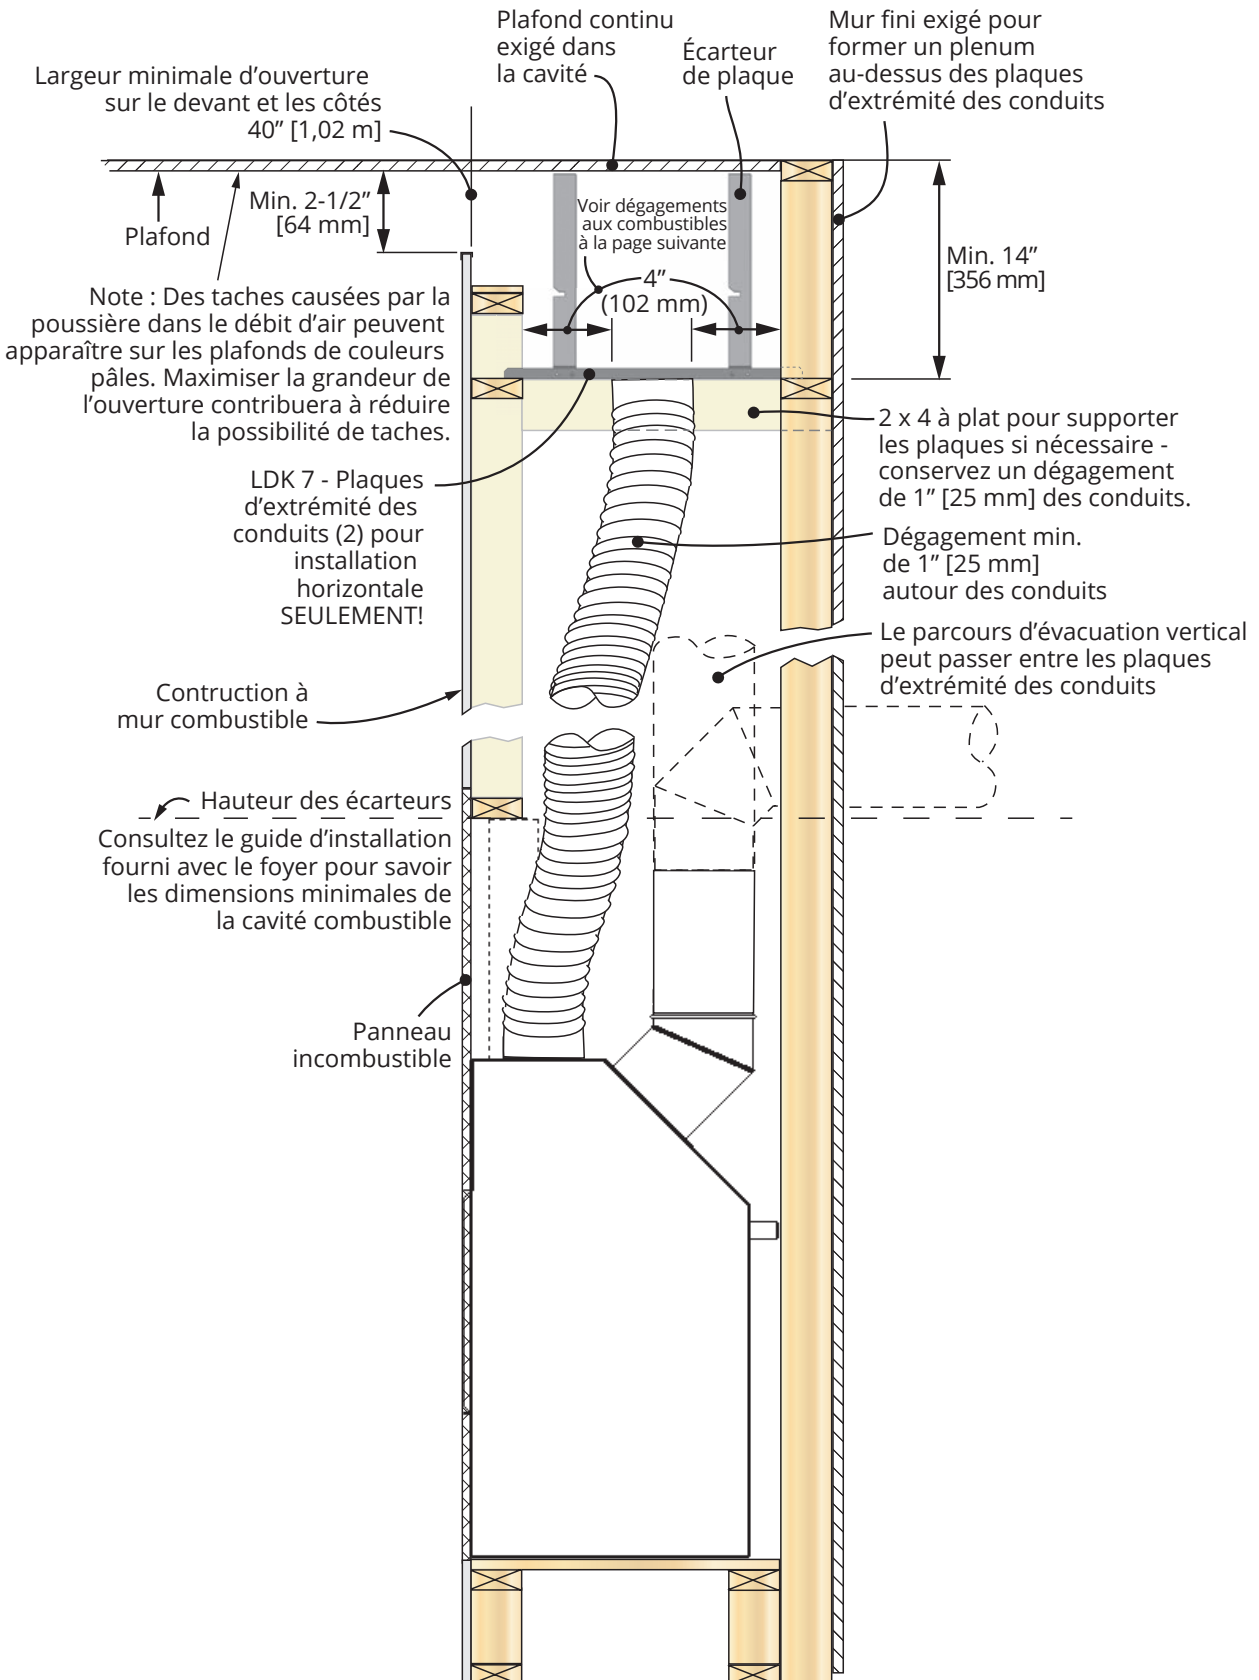 Plafond continu
exigé dans
la cavité
Écarteur
de plaque
Mur fini exigé pour
former un plenum
au-dessus des plaques
d’extrémité des conduits
Largeur minimale d’ouverture
sur le devant et les côtés
40” [1,02 m]
Min. 2-1/2”
[64 mm]
Plafond
Voir dégagements
aux combustibles
à la page suivante
4”
(102 mm)
Min. 14”
[356 mm]
Note : Des taches causées par la
poussière dans le débit d’air peuvent
apparaître sur les plafonds de couleurs
pâles. Maximiser la grandeur de
l’ouverture contribuera à réduire
la possibilité de taches.
2 x 4 à plat pour supporter
les plaques si nécessaire -
conservez un dégagement
de 1” [25 mm] des conduits.
LDK 7 - Plaques
d’extrémité des
conduits (2) pour
installation
horizontale
SEULEMENT!
Dégagement min.
de 1” [25 mm]
autour des conduits
Le parcours d’évacuation vertical
peut passer entre les plaques
d’extrémité des conduits
Contruction à
mur combustible
Hauteur des écarteurs
Consultez le guide d’installation
fourni avec le foyer pour savoir
les dimensions minimales de
la cavité combustible
Panneau
incombustible